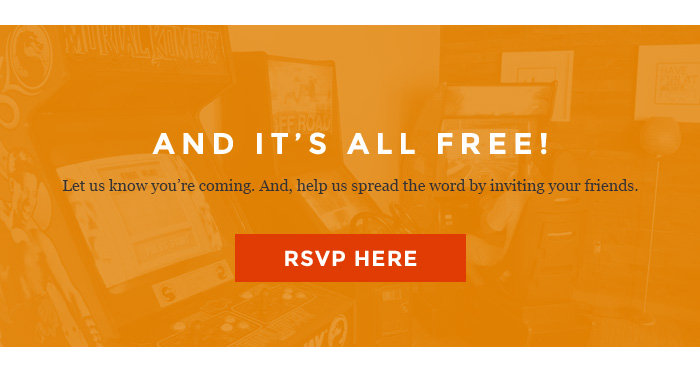 MORTAL KOMBAT
OFF ROAD
AND IT’S ALL FREE!
Let us know you’re coming. And, help us spread the word by inviting your friends.
RSVP HERE